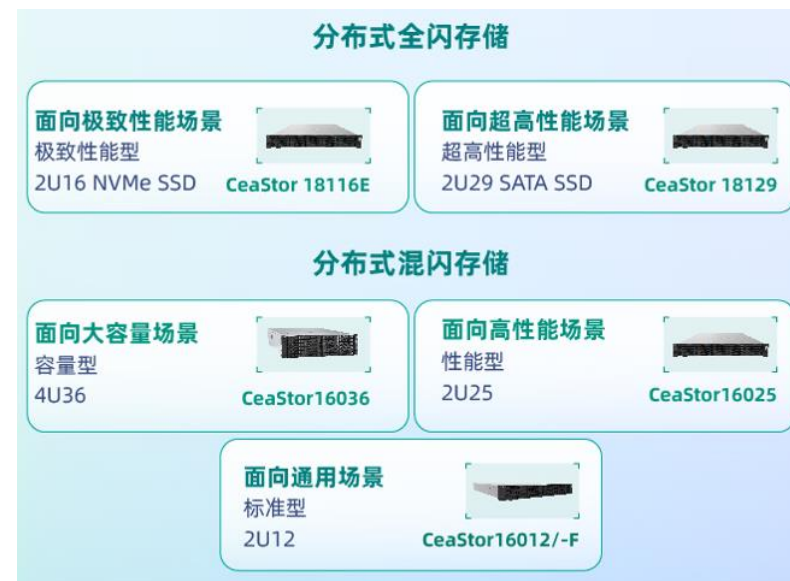 分布式全闪存储
面向极致性能场景
极致性能型
2U16 NVMe SSD
CeaStor 18116E
面向超高性能场景
超高性能型
2U29 SATA SSD
CeaStor 18129
分布式混闪存储
面向大容量场景
容量型
4U36
CeaStor16036
面向高性能场景
性能型
2U25
CeaStor16025
面向通用场景
标准型
2U12
CeaStor16012/-F